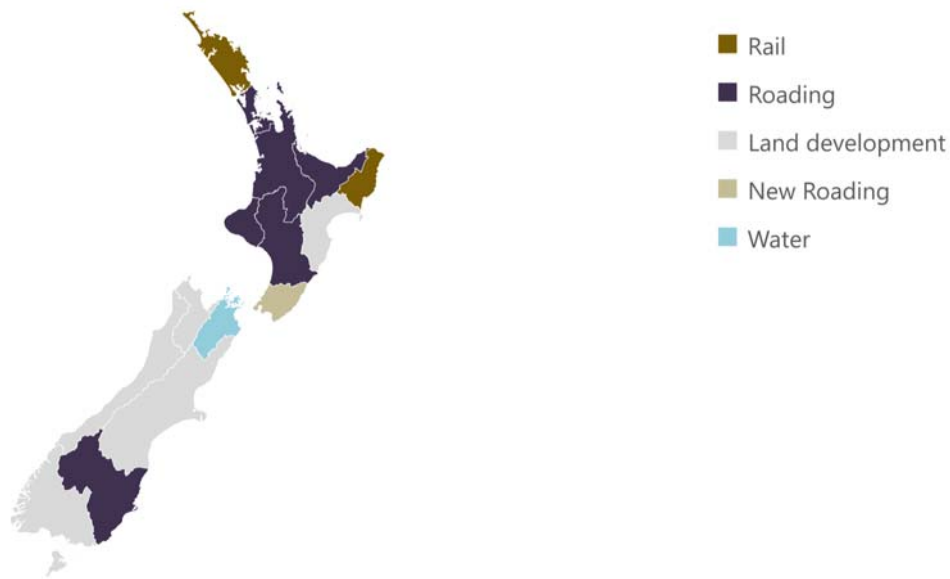 Rail
Roading
Land development
New Roading
Water